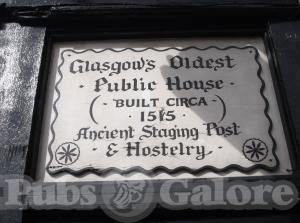 Glasgow's Oldest
· Public House ·
( BUILT CIRCA )
· 1515 ·
Ancient Staging Post
· & Hostelry ·
Pubs Galore